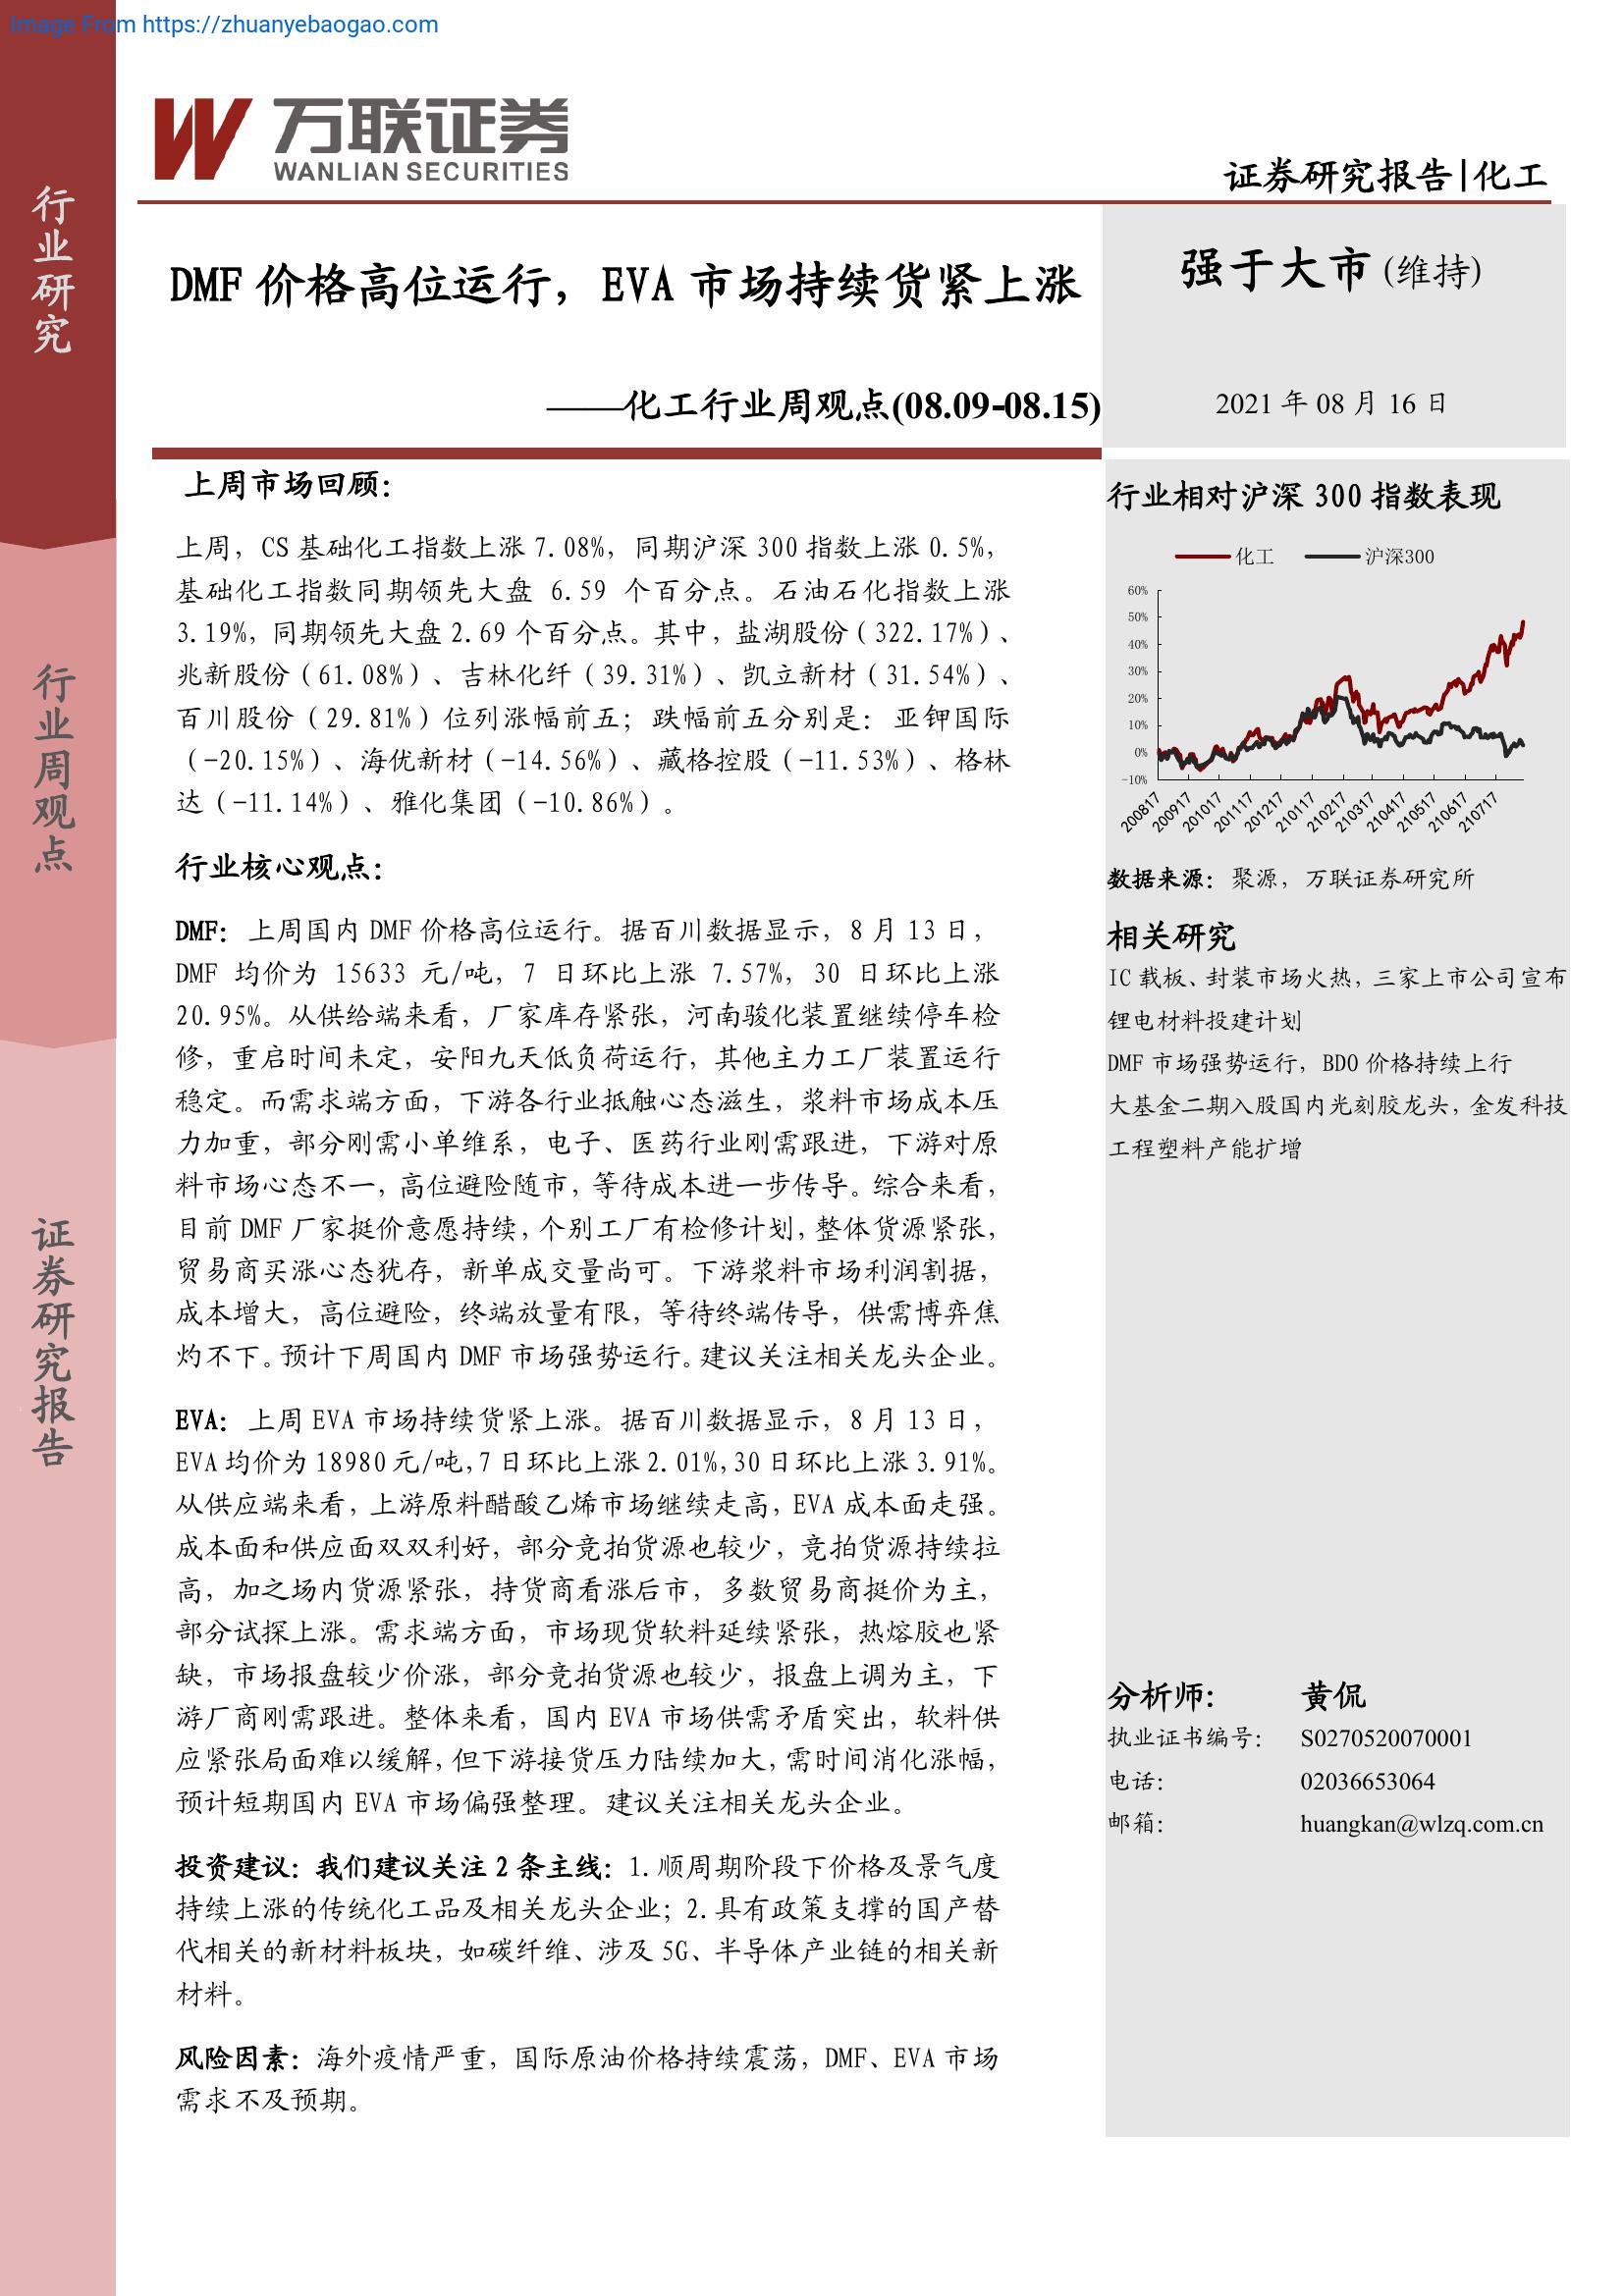 Image From https://zhuanyebaogao.com
万联证券
WANLIAN SECURITIES
证券研究报告|化工
行业研究
行业周观点
证券研究报告
DMF 价格高位运行，EVA 市场持续货紧上涨
——化工行业周观点(08.09-08.15)
强于大市(维持)
2021 年 08 月 16 日
上周市场回顾：
上周，CS 基础化工指数上涨 7.08%，同期沪深 300 指数上涨 0.5%，
基础化工指数同期领先大盘 6.59 个百分点。石油石化指数上涨
3.19%，同期领先大盘 2.69 个百分点。其中，盐湖股份（322.17%）、
兆新股份（61.08%）、吉林化纤（39.31%）、凯立新材（31.54%）、
百川股份（29.81%）位列涨幅前五；跌幅前五分别是：亚钾国际
（-20.15%）、海优新材（-14.56%）、藏格控股（-11.53%）、格林
达（-11.14%）、雅化集团（-10.86%）。
行业核心观点：
DMF：上周国内 DMF 价格高位运行。据百川数据显示，8 月 13 日，
DMF 均价为 15633 元/吨，7 日环比上涨 7.57%，30 日环比上涨
20.95%。从供给端来看，厂家库存紧张，河南骏化装置继续停车检
修，重启时间未定，安阳九天低负荷运行，其他主力工厂装置运行
稳定。而需求端方面，下游各行业抵触心态滋生，浆料市场成本压
力加重，部分刚需小单维系，电子、医药行业刚需跟进，下游对原
料市场心态不一，高位避险随市，等待成本进一步传导。综合来看，
目前 DMF 厂家挺价意愿持续，个别工厂有检修计划，整体货源紧张，
贸易商买涨心态犹存，新单成交量尚可。下游浆料市场利润割据，
成本增大，高位避险，终端放量有限，等待终端传导，供需博弈焦
灼不下。预计下周国内 DMF 市场强势运行。建议关注相关龙头企业。
EVA：上周 EVA 市场持续货紧上涨。据百川数据显示，8 月 13 日，
EVA 均价为 18980 元/吨，7 日环比上涨 2.01%，30 日环比上涨 3.91%。
从供应端来看，上游原料醋酸乙烯市场继续走高，EVA 成本面走强。
成本面和供应面双双利好，部分竞拍货源也较少，竞拍货源持续拉
高，加之场内货源紧张，持货商看涨后市，多数贸易商挺价为主，
部分试探上涨。需求端方面，市场现货软料延续紧张，热熔胶也紧
缺，市场报盘较少价涨，部分竞拍货源也较少，报盘上调为主，下
游厂商刚需跟进。整体来看，国内 EVA 市场供需矛盾突出，软料供
应紧张局面难以缓解，但下游接货压力陆续加大，需时间消化涨幅，
预计短期国内 EVA 市场偏强整理。建议关注相关龙头企业。
投资建议：我们建议关注 2 条主线：1.顺周期阶段下价格及景气度
持续上涨的传统化工品及相关龙头企业；2.具有政策支撑的国产替
代相关的新材料板块，如碳纤维、涉及 5G、半导体产业链的相关新
材料。
风险因素：海外疫情严重，国际原油价格持续震荡，DMF、EVA 市场
需求不及预期。
行业相对沪深 300 指数表现
化工 沪深300
60%
50%
40%
30%
20%
10%
0%
-10%
200817 200917 201017 201117 201217 210117 210217 210317 210417 210517 210617 210717
数据来源：聚源，万联证券研究所
相关研究
IC 载板、封装市场火热，三家上市公司宣布
锂电材料投建计划
DMF 市场强势运行，BDO 价格持续上行
大基金二期入股国内光刻胶龙头，金发科技
工程塑料产能扩增
分析师： 黄侃
执业证书编号： S0270520070001
电话： 02036653064
邮箱： huangkan@wlzq.com.cn